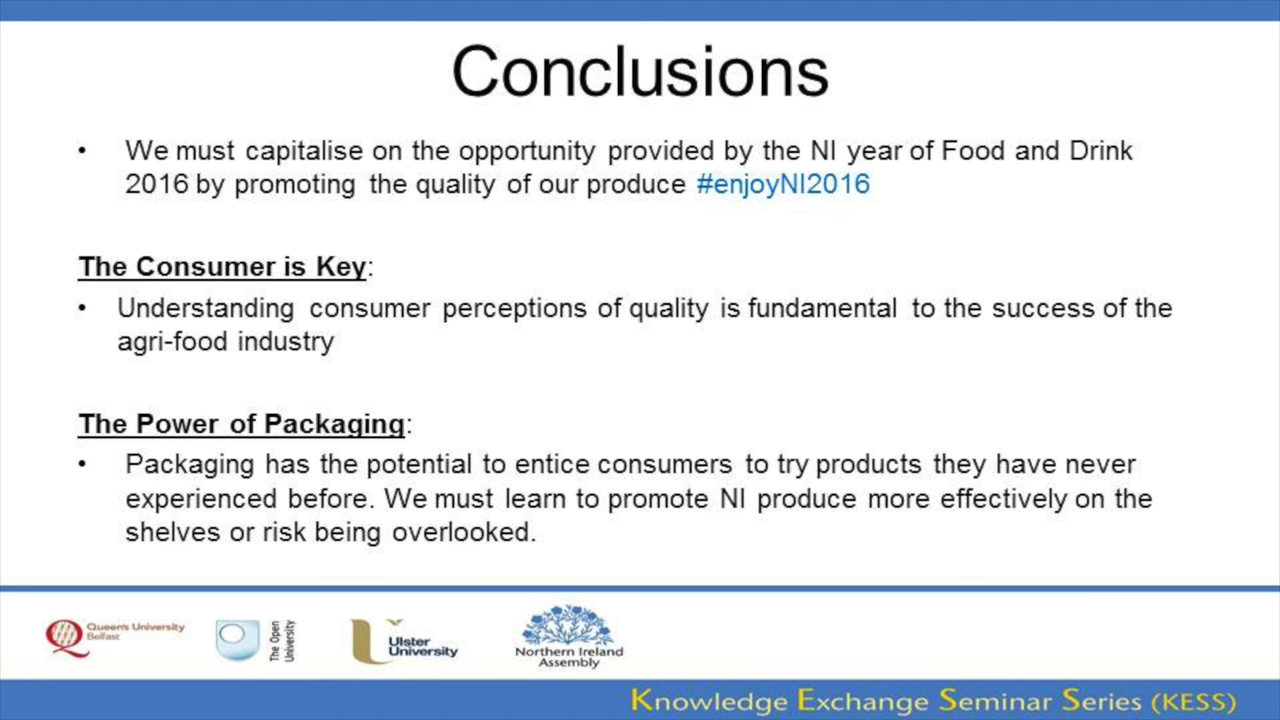 Conclusions
• We must capitalise on the opportunity provided by the NI year of Food and Drink
2016 by promoting the quality of our produce #enjoyNI2016
The Consumer is Key:
• Understanding consumer perceptions of quality is fundamental to the success of the
agri-food industry
The Power of Packaging:
• Packaging has the potential to entice consumers to try products they have never
experienced before. We must learn to promote NI produce more effectively on the
shelves or risk being overlooked.
Queen's University
Belfast
The Open
University
Ulster
University
Northern Ireland
Assembly
Knowledge Exchange Seminar Series (KESS)